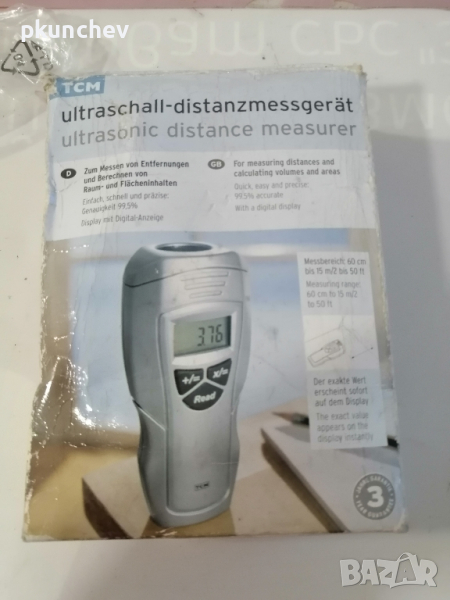 pkunchev
TCM
ultraschall-distanzmessgerät
ultrasonic distance measurer
D
Zum Messen von Entfernungen
und Berechnen von
Raum- und Flächeninhalten
Einfach, schnell und präzise:
Genauigkeit 99,5%
Display mit Digital-Anzeige
GB
For measuring distances and
calculating volumes and areas
Quick, easy and precise:
99.5% accurate
With a digital display
Messbereich: 60 cm
bis 15 m/2 bis 50 ft
Measuring range:
60 cm to 15 m/2
to 50 ft
3.76
+/=
x/=
Read
TCM
Der exakte Wert
erscheint sofort
auf dem Display
The exact value
appears on the
display instantly
3
BAZAR
bg